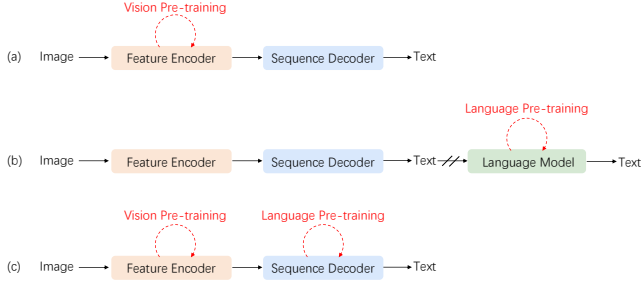 Vision Pre-training
(a) Image Feature Encoder Sequence Decoder Text
Language Pre-training
(b) Image Feature Encoder Sequence Decoder Text Language Model Text
Vision Pre-training Language Pre-training
(c) Image Feature Encoder Sequence Decoder Text